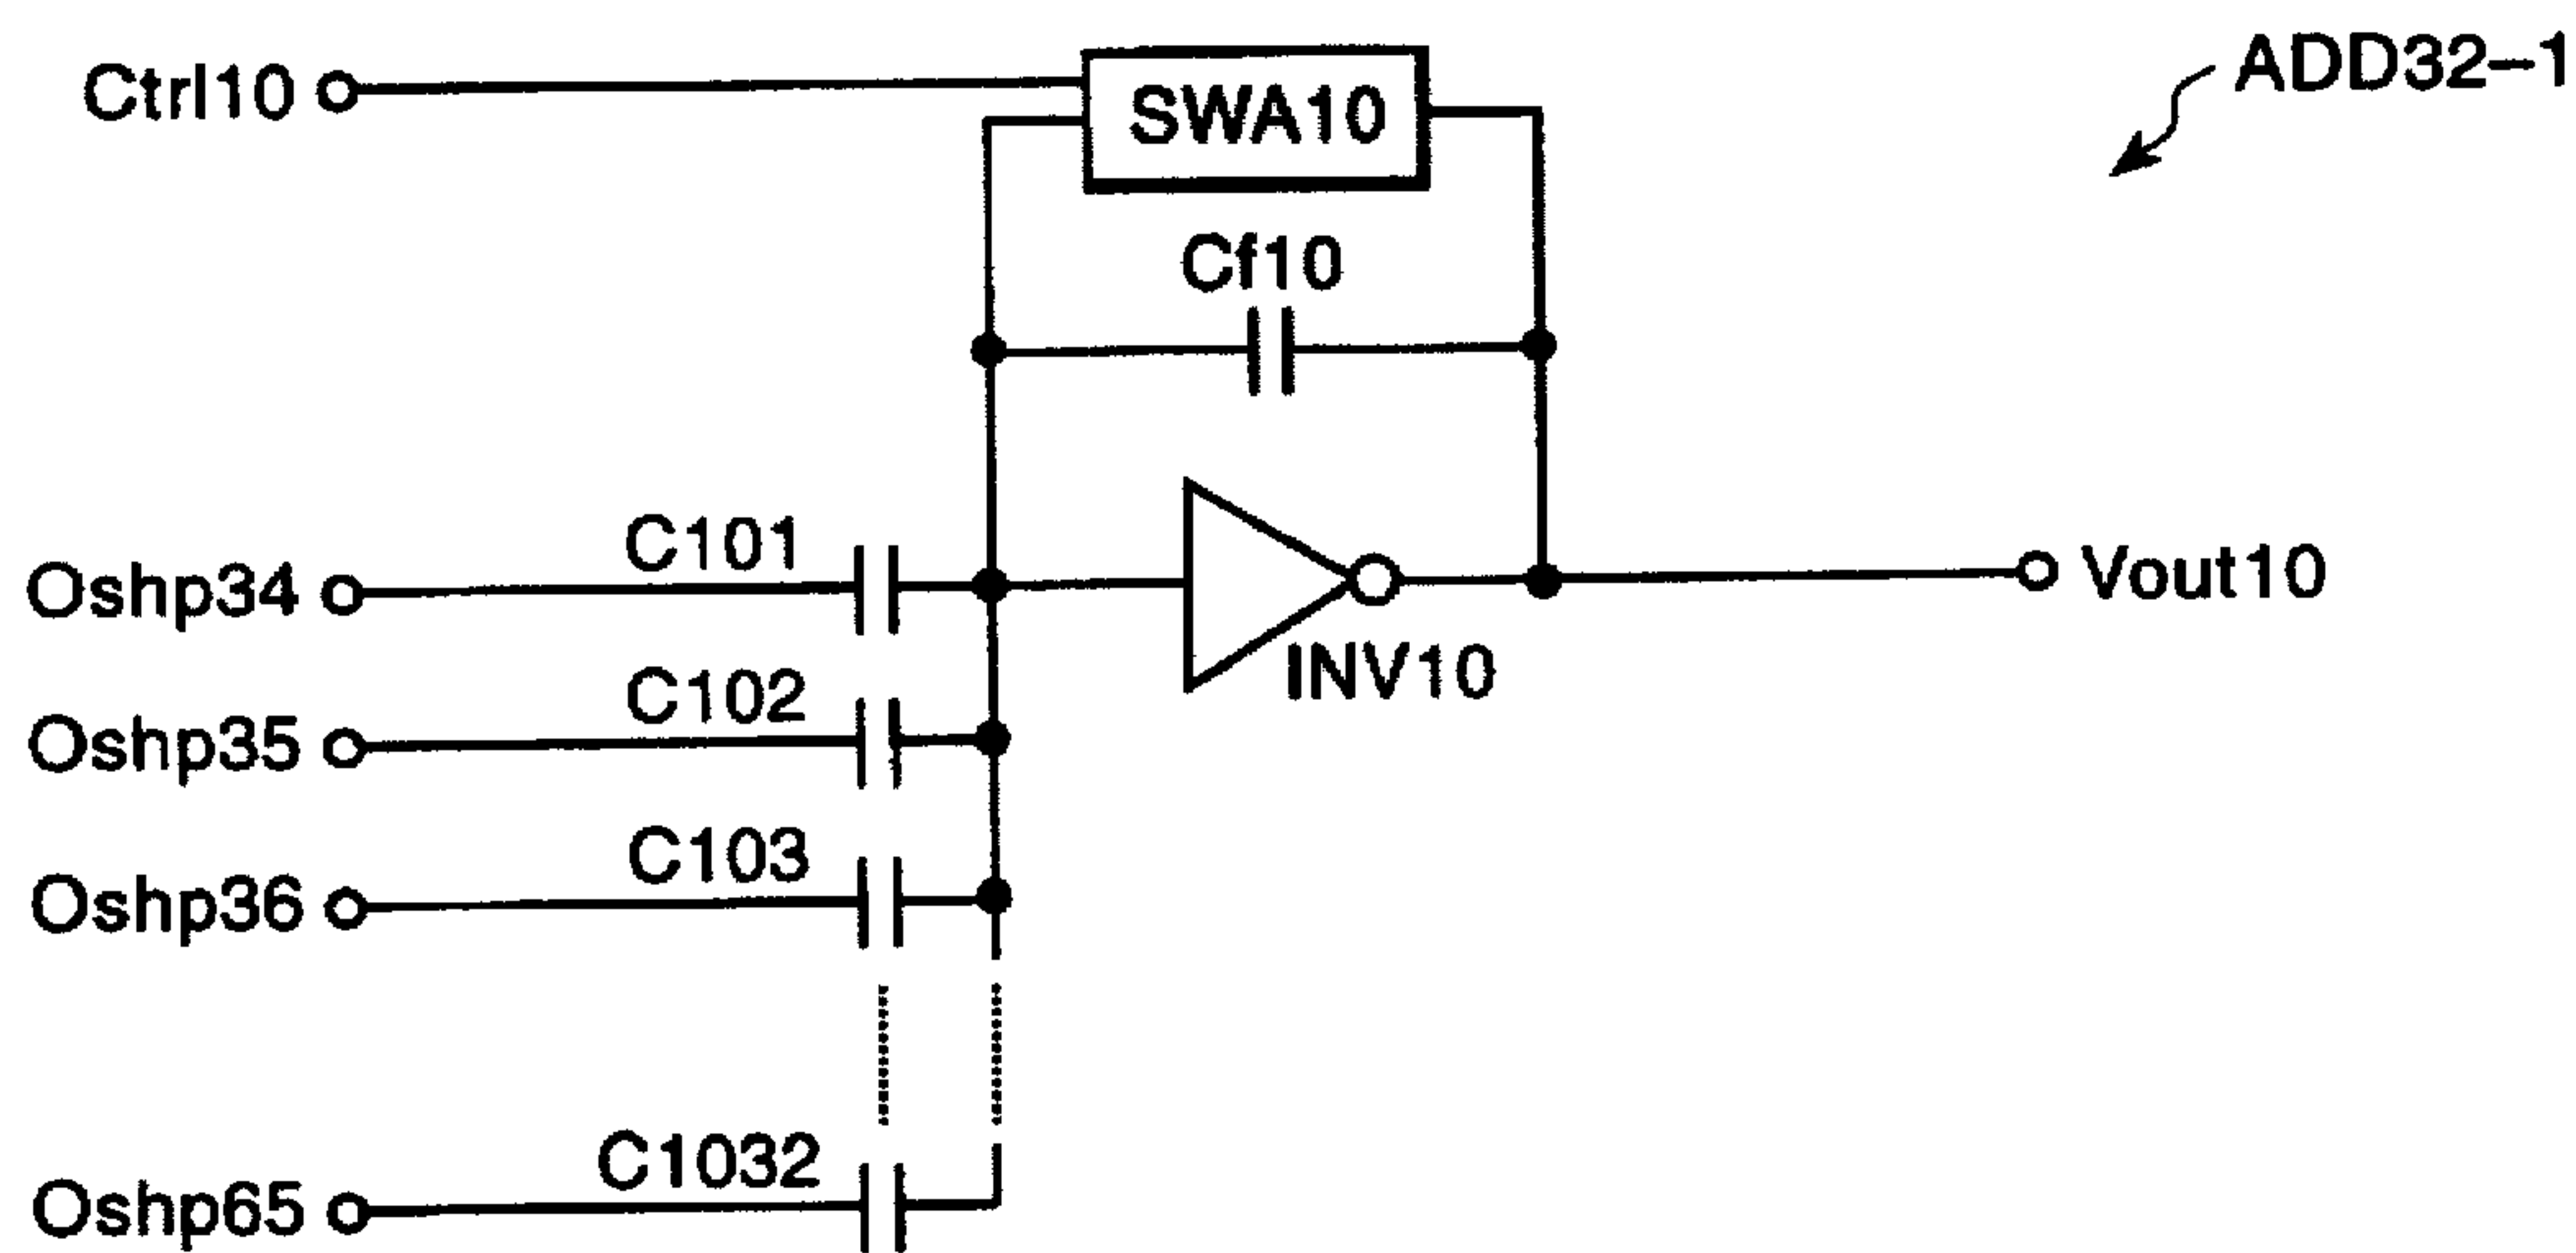 Ctrl10
SWA10
ADD32-1
Cf10
C101
Oshp34
Vout10
INV10
C102
Oshp35
C103
Oshp36
C1032
Oshp65